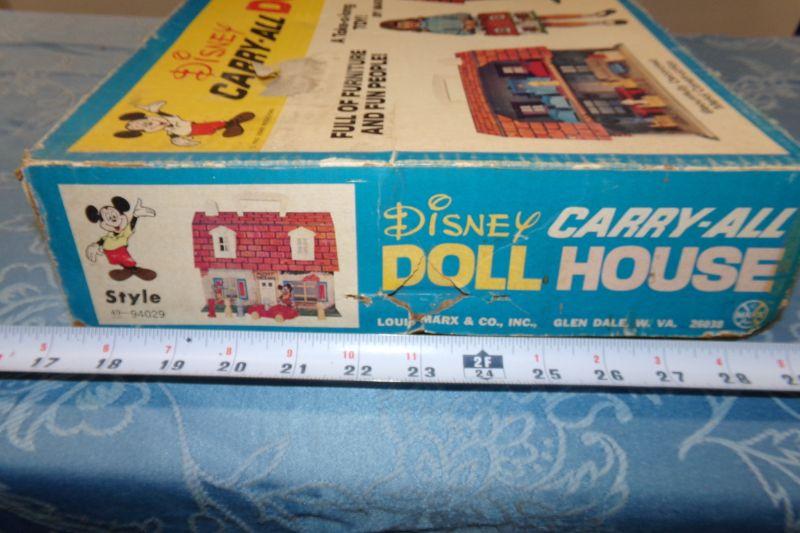 DISNEY
CARRY-ALL D
A Take-a-long
TOY!
FULL OF FURNITURE
AND FUN PEOPLE!
DISNEY CARRY-ALL
DOLL HOUSE
Style
94029
LOUIS MARX & CO., INC., GLEN DALE, W. VA. 26038
5 6 7 8 9 10 11 2F 1 2 3 4 5
17 18 19 20 21 22 23 24 25 26 27 28